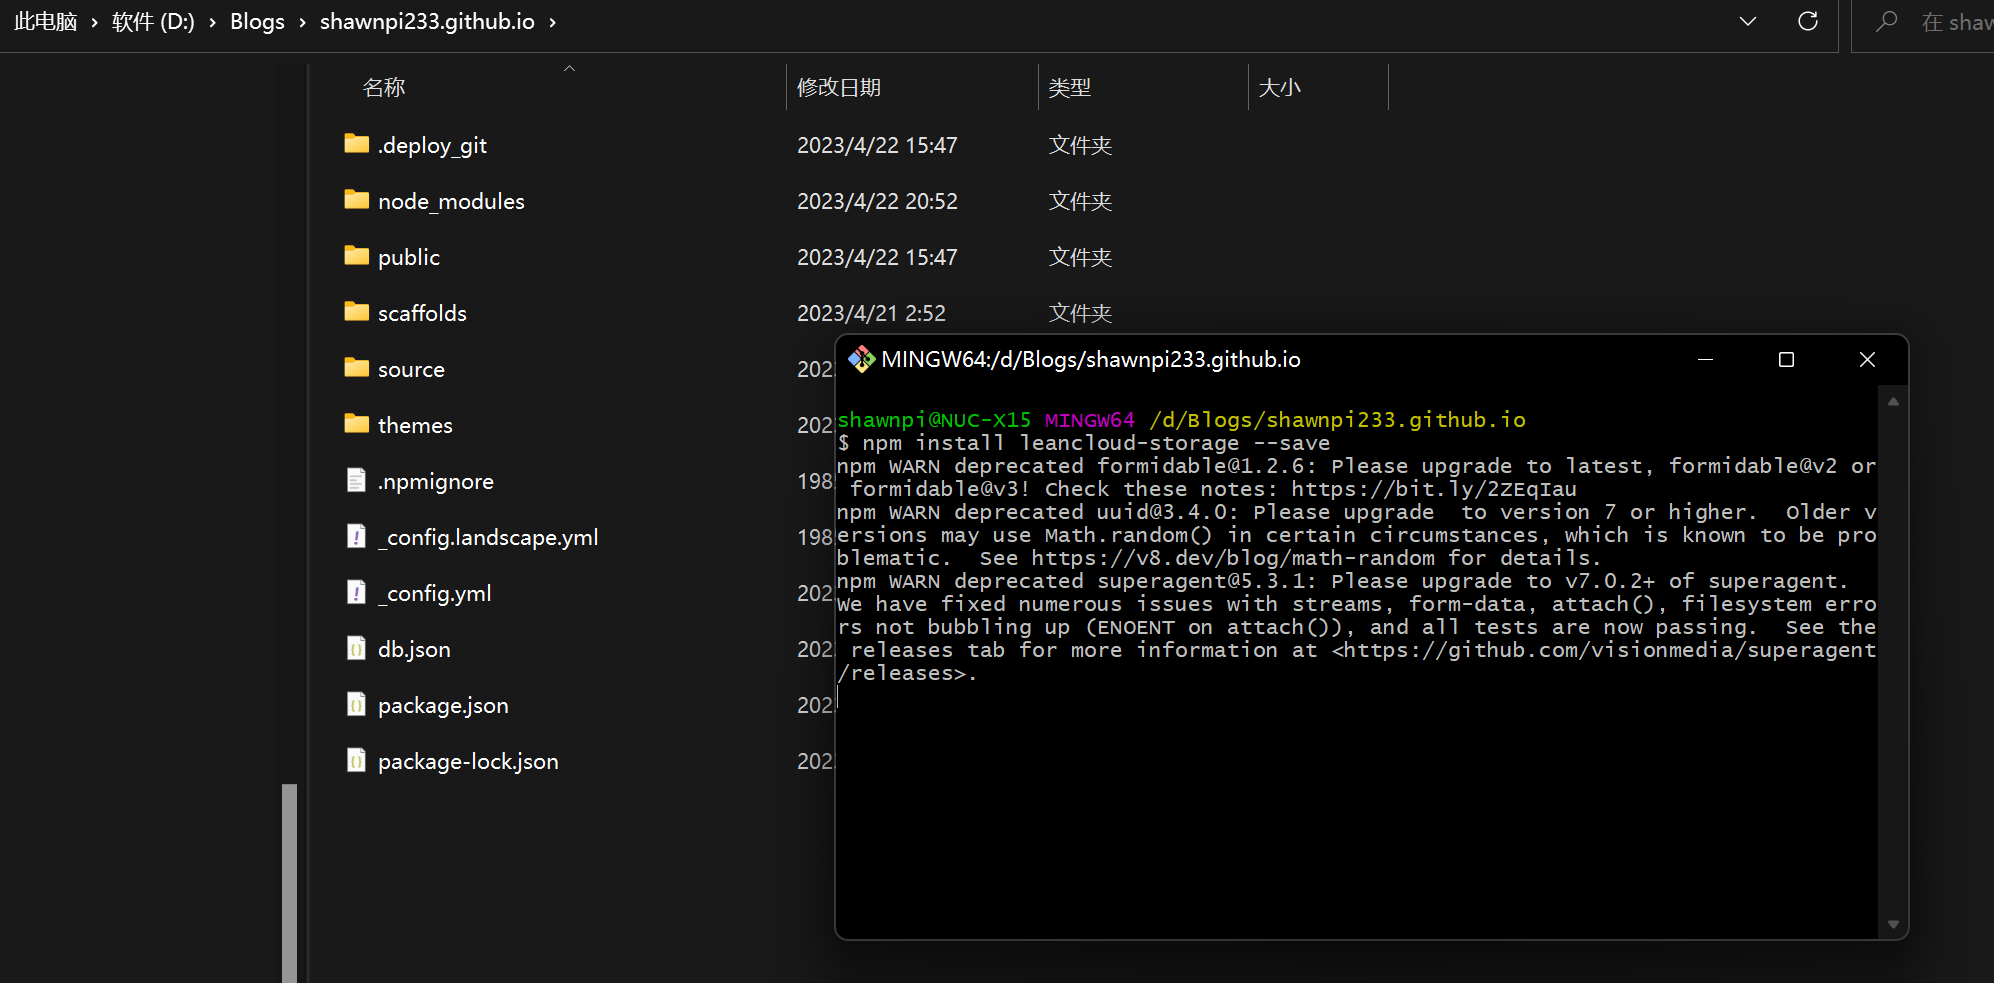 此电脑 › 软件 (D:) › Blogs › shawnpi233.github.io ›
在 shaw
名称 修改日期 类型 大小
.deploy_git 2023/4/22 15:47 文件夹
node_modules 2023/4/22 20:52 文件夹
public 2023/4/22 15:47 文件夹
scaffolds 2023/4/21 2:52 文件夹
source 202
themes 202
.npmignore 198
_config.landscape.yml 198
_config.yml 202
db.json 202
package.json 202
package-lock.json 202
MINGW64:/d/Blogs/shawnpi233.github.io
shawnpi@NUC-X15 MINGW64 /d/Blogs/shawnpi233.github.io
$ npm install leancloud-storage --save
npm WARN deprecated formidable@1.2.6: Please upgrade to latest, formidable@v2 or
formidable@v3! Check these notes: https://bit.ly/2ZEqIau
npm WARN deprecated uuid@3.4.0: Please upgrade  to version 7 or higher.  Older v
ersions may use Math.random() in certain circumstances, which is known to be pro
blematic.  See https://v8.dev/blog/math-random for details.
npm WARN deprecated superagent@5.3.1: Please upgrade to v7.0.2+ of superagent.
We have fixed numerous issues with streams, form-data, attach(), filesystem erro
rs not bubbling up (ENOENT on attach()), and all tests are now passing.  See the
releases tab for more information at <https://github.com/visionmedia/superagent
/releases>.